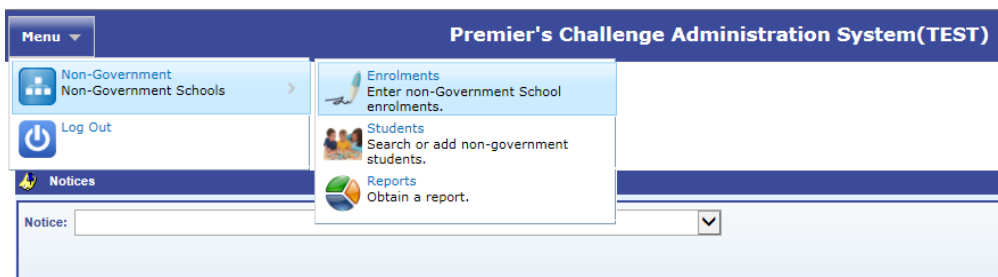 Menu
Premier's Challenge Administration System(TEST)
Non-Government
Non-Government Schools
Log Out
Enrolments
Enter non-Government School
enrolments.
Students
Search or add non-government
students.
Reports
Obtain a report.
Notices
Notice: